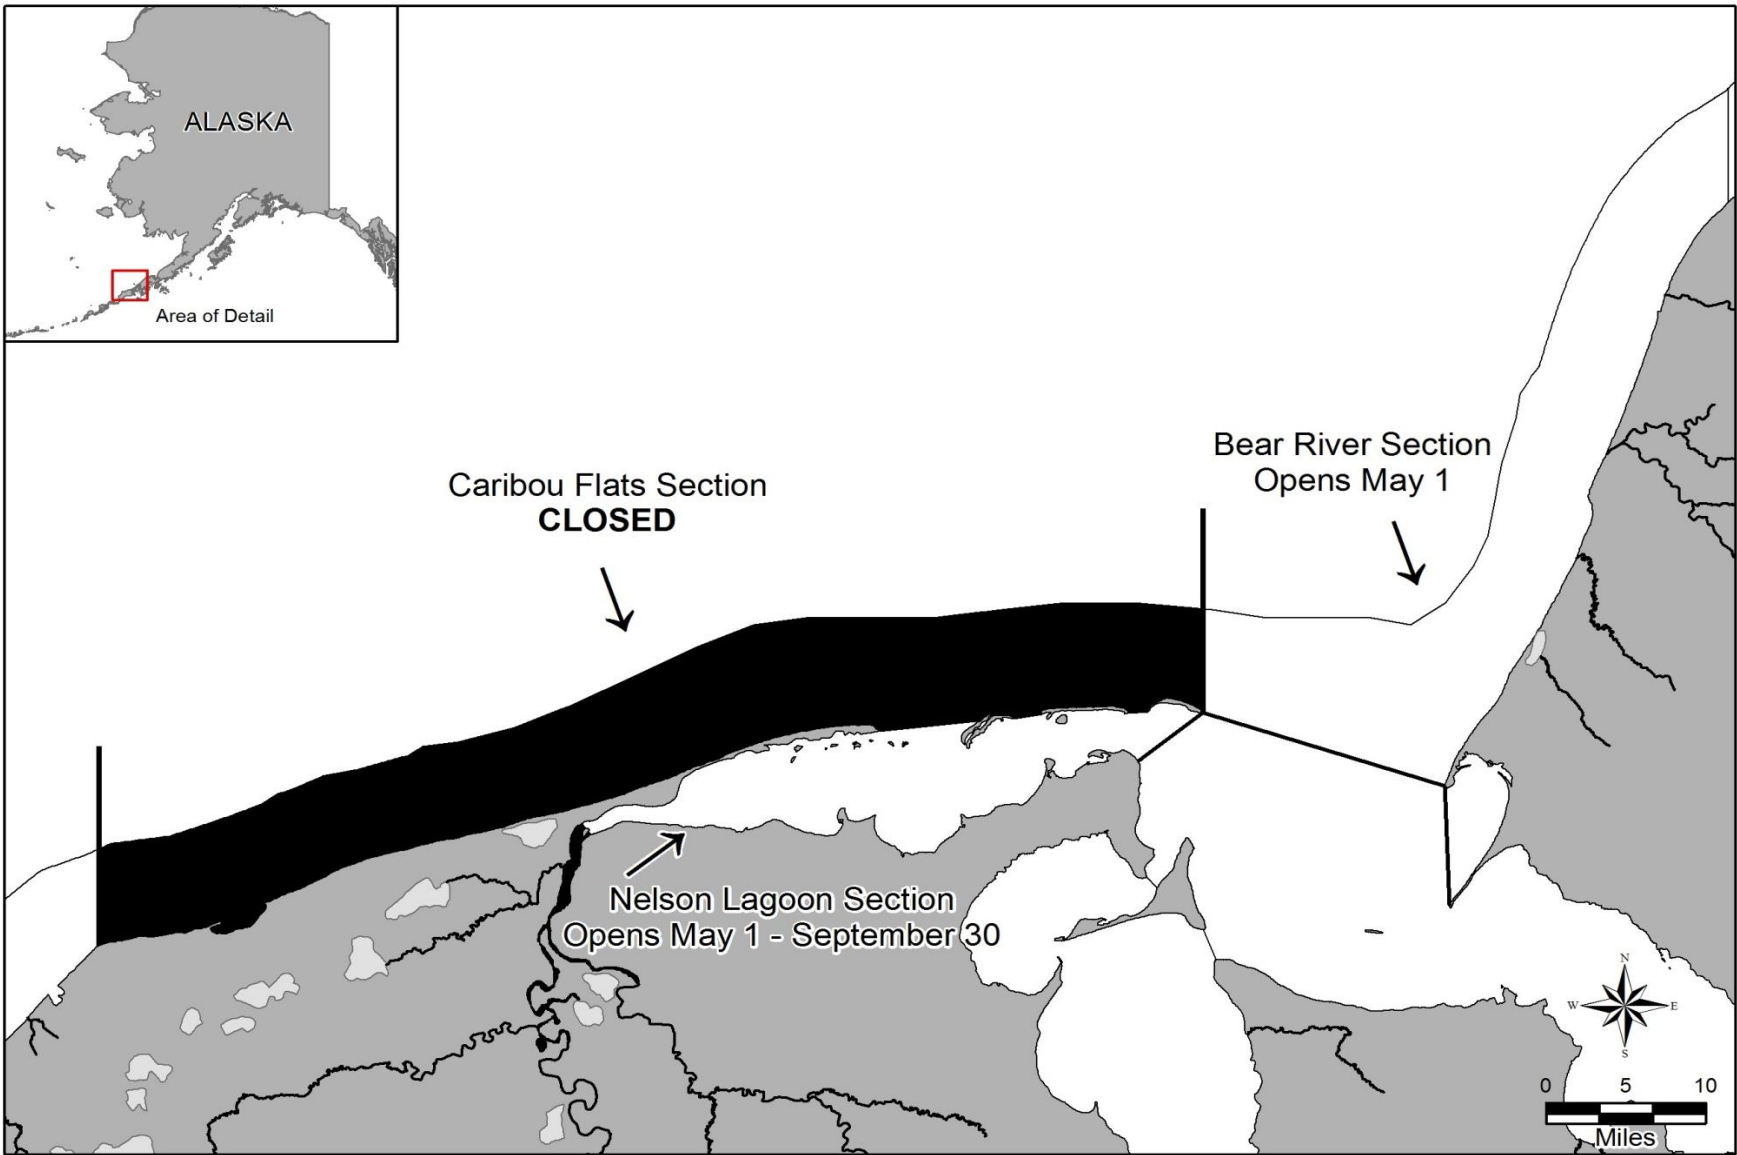 ALASKA
Area of Detail
Bear River Section
Opens May 1
Caribou Flats Section
CLOSED
Nelson Lagoon Section
Opens May 1 - September 30
N
W E
S
0 5 10
Miles